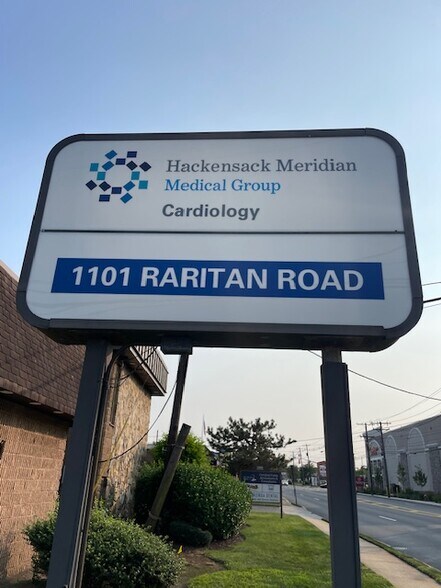 Hackensack Meridian
Medical Group
Cardiology
1101 RARITAN ROAD